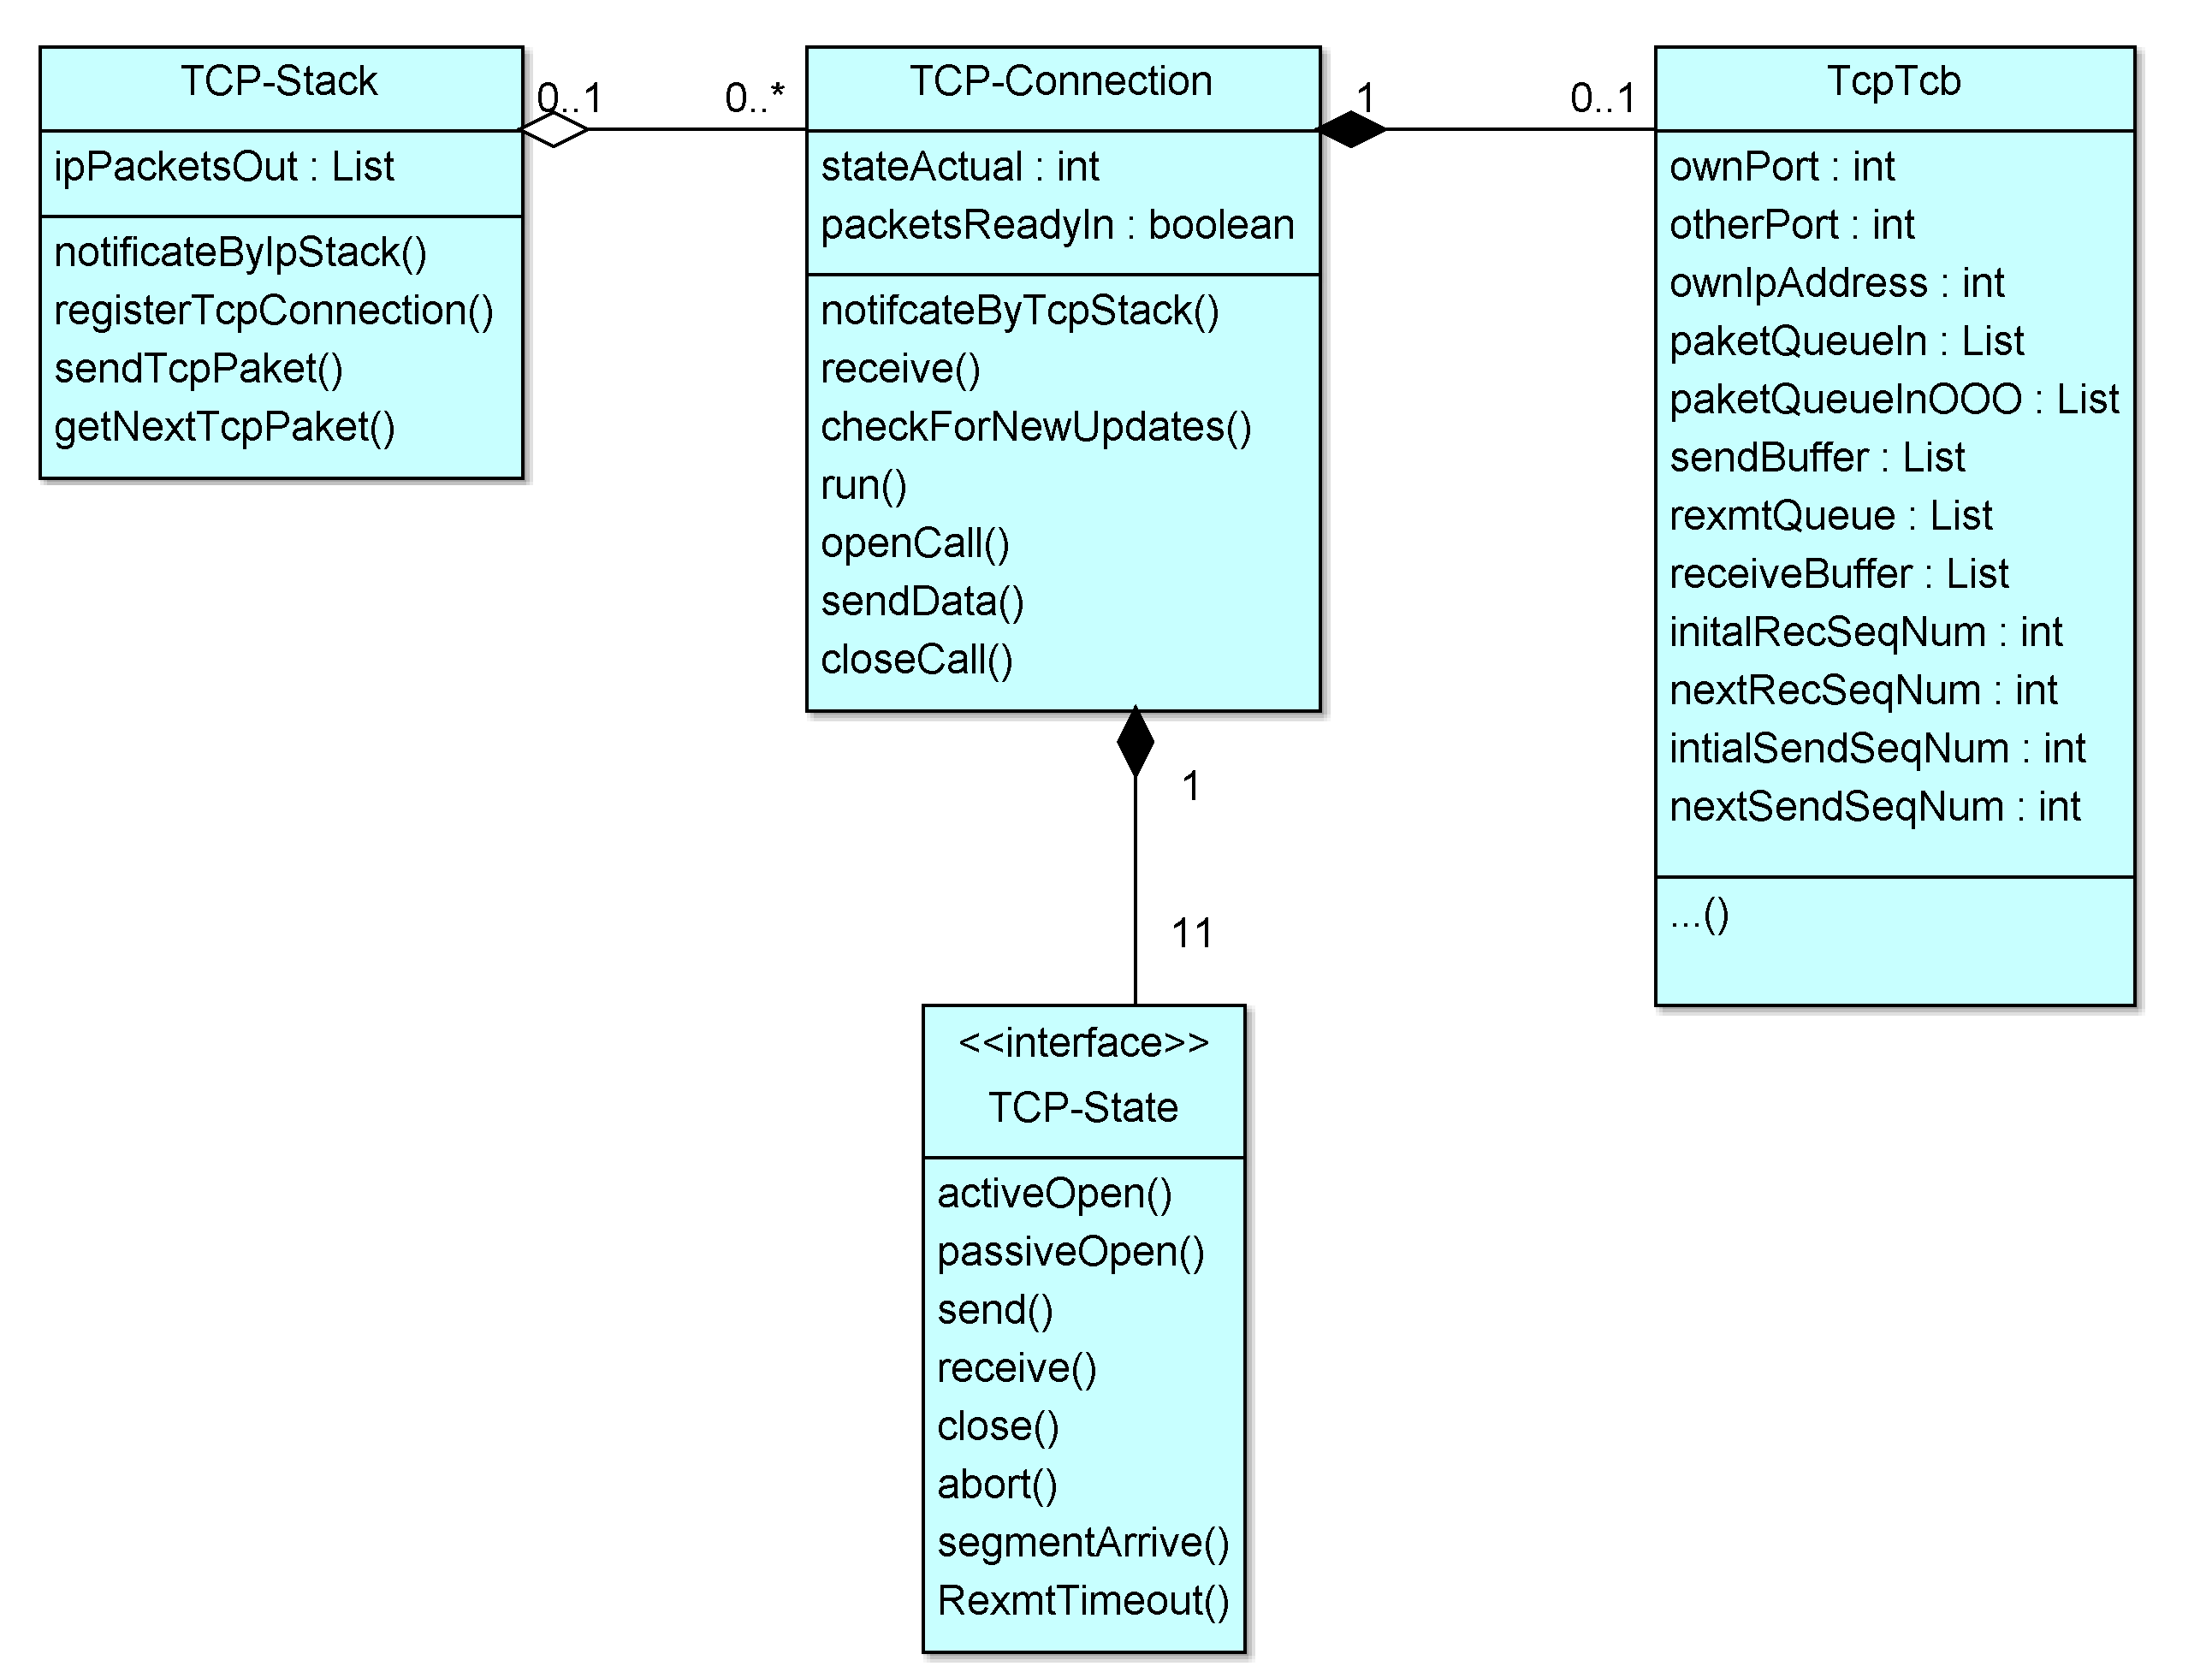 TCP-Stack
ipPacketsOut : List
notificateByIpStack()
registerTcpConnection()
sendTcpPaket()
getNextTcpPaket()
0..1
0..*
TCP-Connection
stateActual : int
packetsReadyIn : boolean
notifcateByTcpStack()
receive()
checkForNewUpdates()
run()
openCall()
sendData()
closeCall()
1
0..1
TcpTcb
ownPort : int
otherPort : int
ownIpAddress : int
paketQueueIn : List
paketQueueInOOO : List
sendBuffer : List
rexmtQueue : List
receiveBuffer : List
initalRecSeqNum : int
nextRecSeqNum : int
intialSendSeqNum : int
nextSendSeqNum : int
...()
1
11
<<interface>>
TCP-State
activeOpen()
passiveOpen()
send()
receive()
close()
abort()
segmentArrive()
RexmtTimeout()